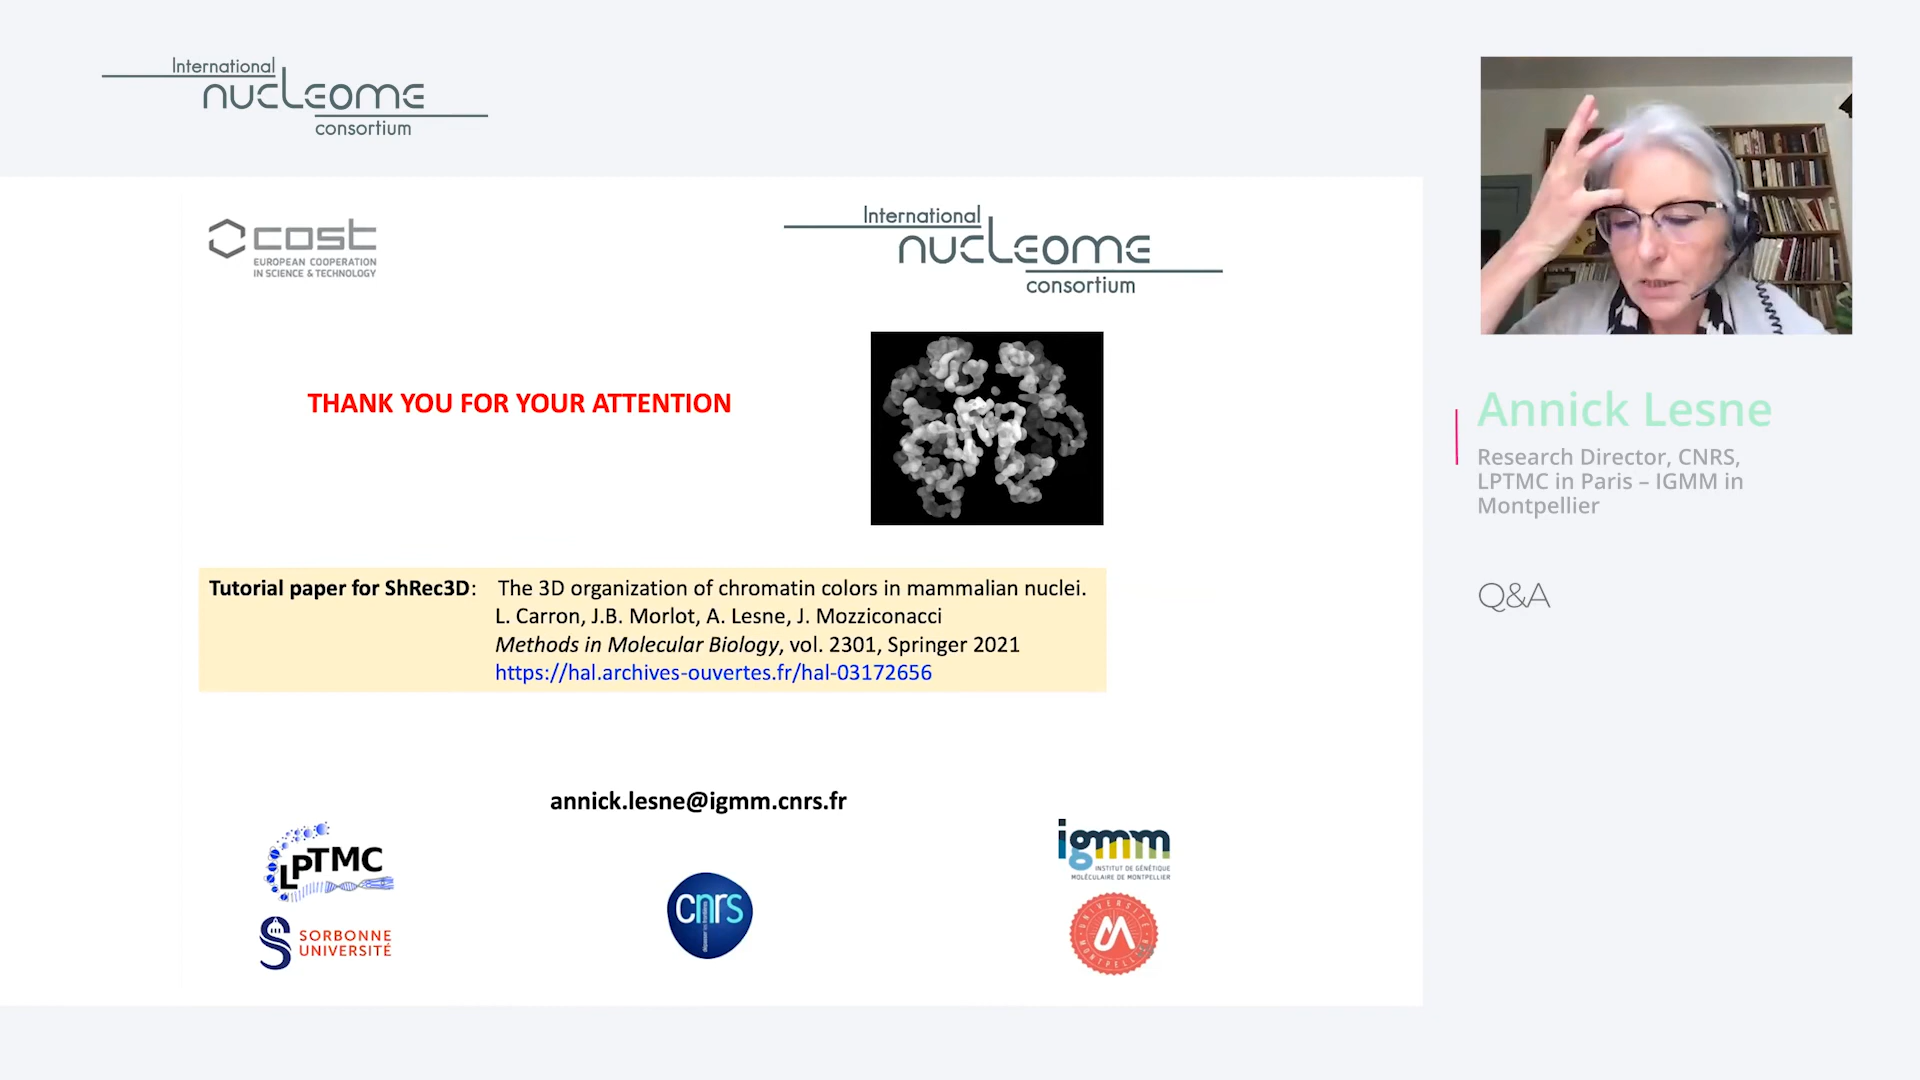 International
nucleome
consortium
cost
EUROPEAN COOPERATION
IN SCIENCE & TECHNOLOGY
International
nucleome
consortium
THANK YOU FOR YOUR ATTENTION
Tutorial paper for ShRec3D: The 3D organization of chromatin colors in mammalian nuclei.
L. Carron, J.B. Morlot, A. Lesne, J. Mozziconacci
Methods in Molecular Biology, vol. 2301, Springer 2021
https://hal.archives-ouvertes.fr/hal-03172656
annick.lesne@igmm.cnrs.fr
LPTMC
SORBONNE
UNIVERSITÉ
cnrs
igmm
INSTITUT DE GÉNÉTIQUE
MOLÉCULAIRE DE MONTPELLIER
UNIVERSITÉ
MONTPELLIER
Annick Lesne
Research Director, CNRS,
LPTMC in Paris – IGMM in
Montpellier
Q&A